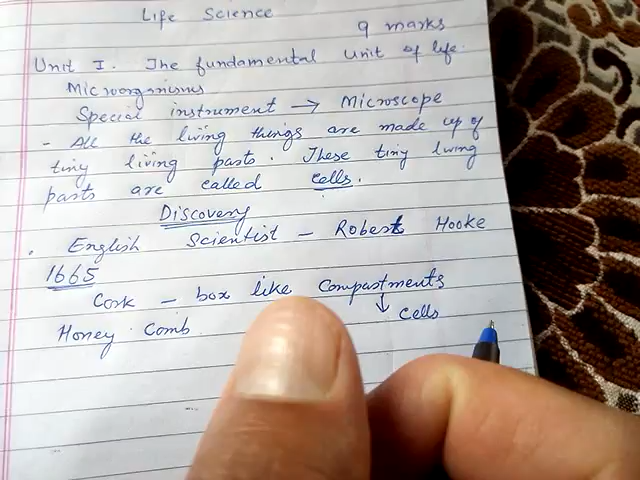 Life Science
9 marks
Unit I. The fundamental Unit of life.
Microorganisms
Special instrument → Microscope
- All the living things are made up of
tiny living parts. These tiny living
parts are called cells.
Discovery
. English Scientist - Robert Hooke
1665
Cork - box like Compartments
↓ cells
Honey Comb